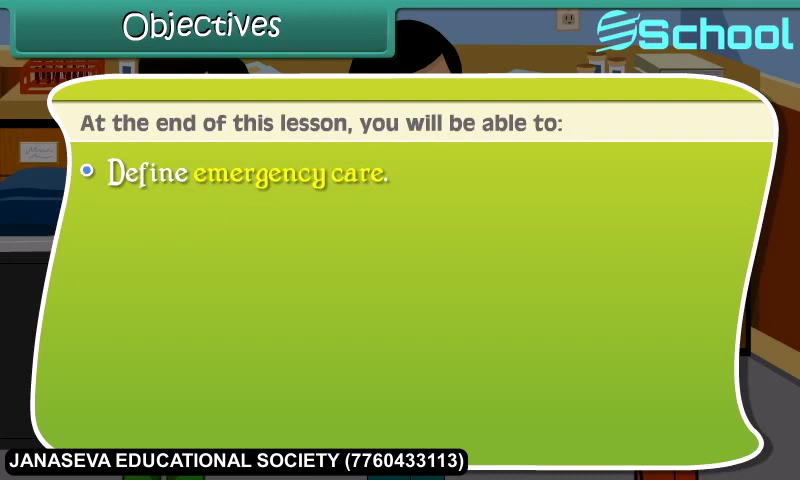 Objectives
School
At the end of this lesson, you will be able to:
Define emergency care.
JANASEVA EDUCATIONAL SOCIETY (7760433113)